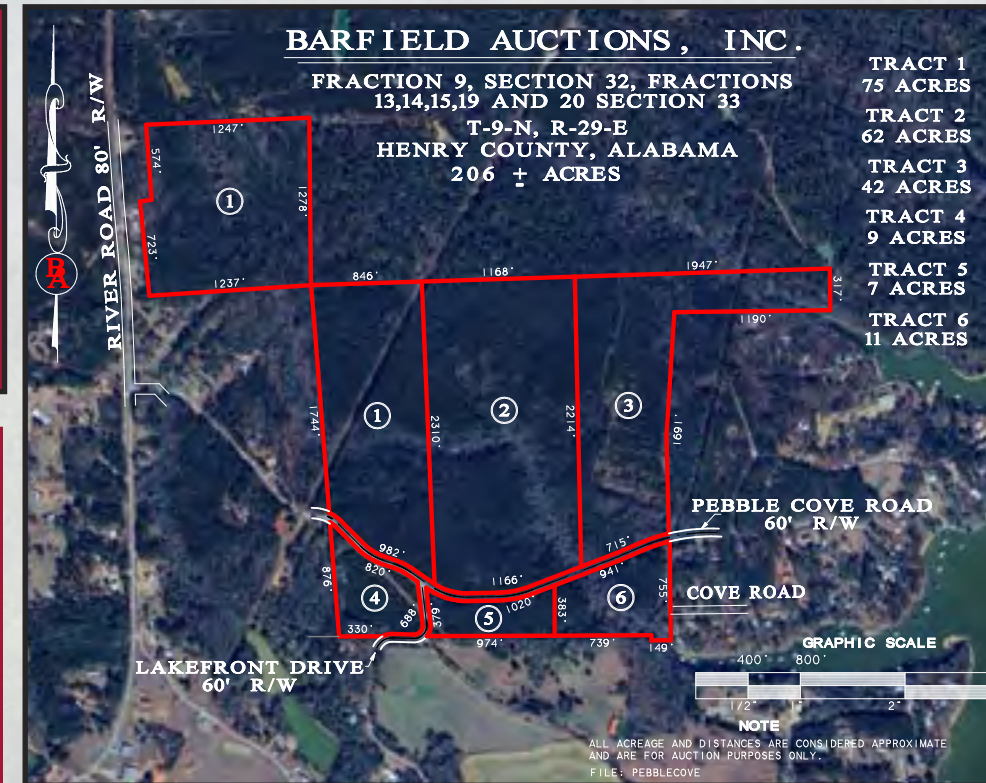 BARFIELD AUCTIONS, INC.
FRACTION 9, SECTION 32, FRACTIONS
13,14,15,19 AND 20 SECTION 33
T-9-N, R-29-E
HENRY COUNTY, ALABAMA
206 ± ACRES
TRACT 1
75 ACRES
TRACT 2
62 ACRES
TRACT 3
42 ACRES
TRACT 4
9 ACRES
TRACT 5
7 ACRES
TRACT 6
11 ACRES
RIVER ROAD 80' R/W
BA
1247'
574'
1
1278'
723'
1237'
846'
1168'
1947'
317'
1190'
1744'
1
2310'
2
2214'
3
1691'
PEBBLE COVE ROAD
60' R/W
982'
820'
876'
4
330'
688'
379'
1166'
1020'
5
974'
383'
715'
941'
6
755'
739'
149'
COVE ROAD
LAKEFRONT DRIVE
60' R/W
GRAPHIC SCALE
400' 800'
1/2" 1" 2"
NOTE
ALL ACREAGE AND DISTANCES ARE CONSIDERED APPROXIMATE
AND ARE FOR AUCTION PURPOSES ONLY.
FILE: PEBBLECOVE